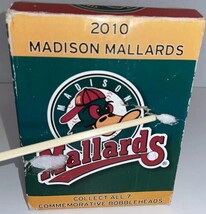 2010
MADISON MALLARDS
MADISON
Mallards
COLLECT ALL 7
COMMEMORATIVE BOBBLEHEADS